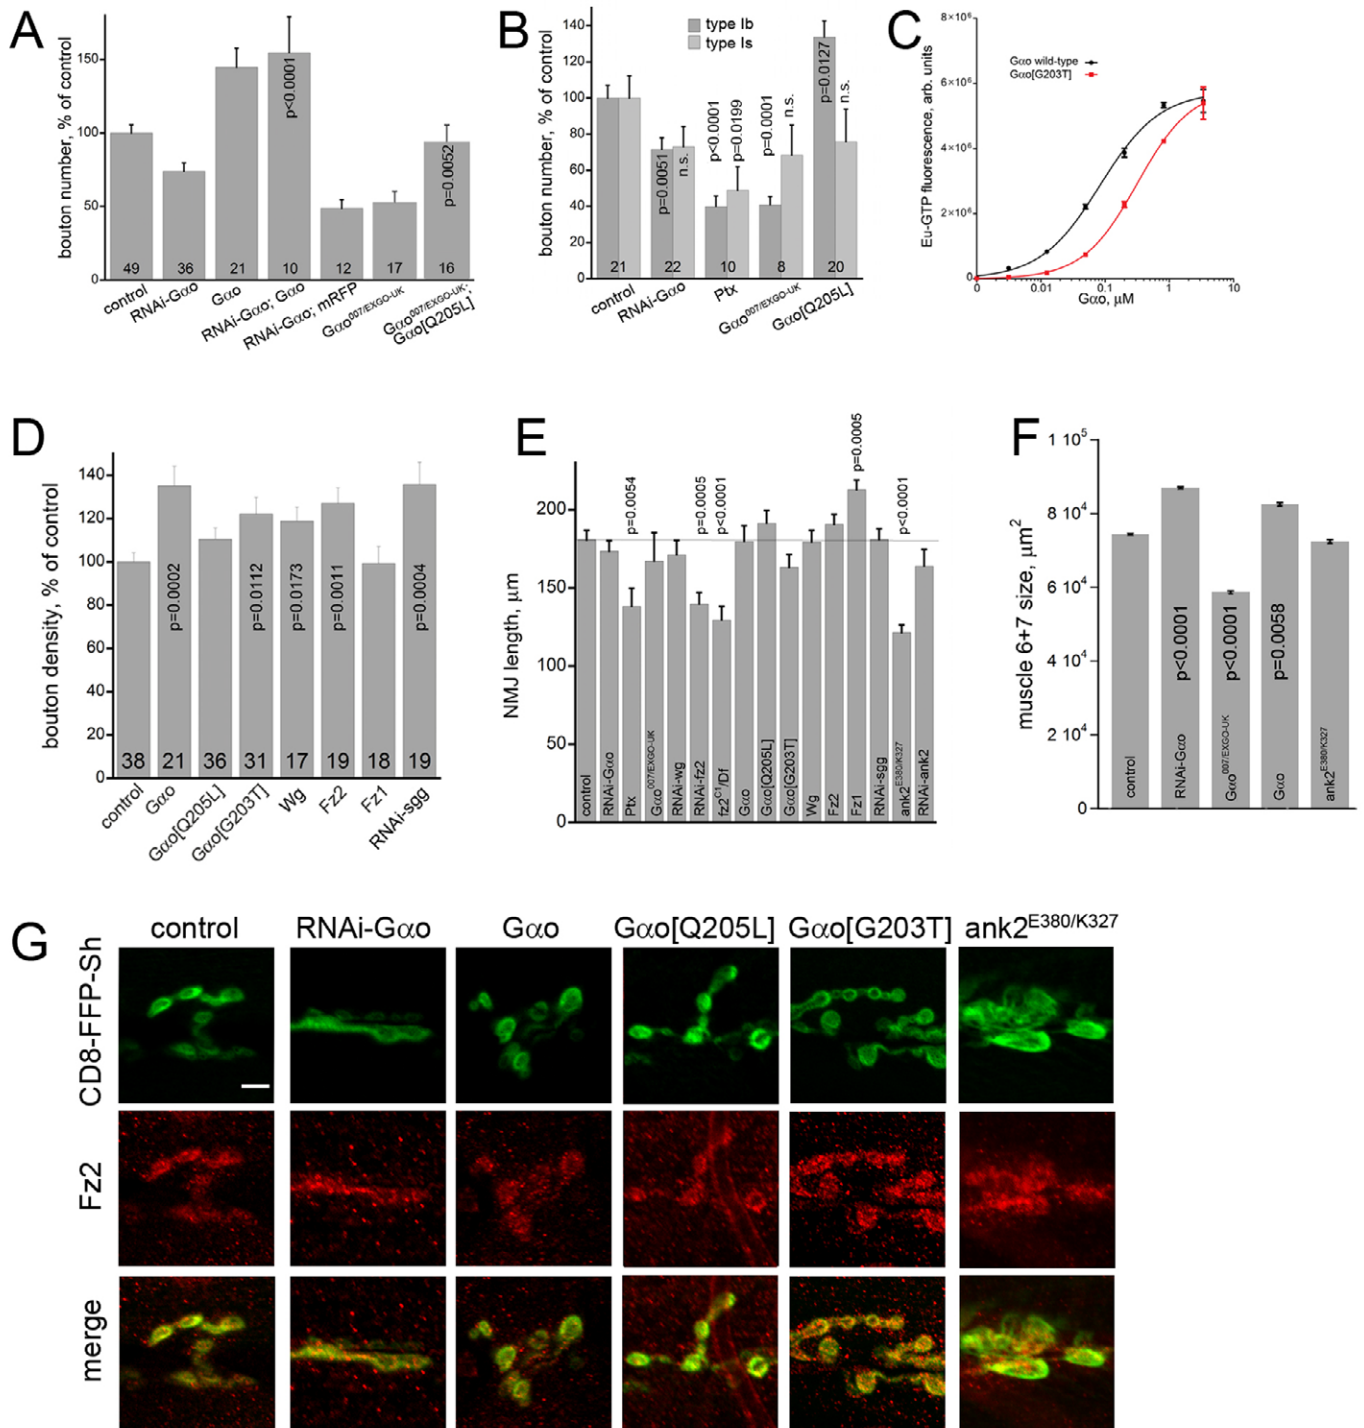 A
bouton number, % of control
150
100
50
0
p<0.0001
p=0.0052
49
36
21
10
12
17
16
control
RNAi-Gαo
Gαo
RNAi-Gαo; Gαo
RNAi-Gαo; mRFP
Gαo007/EXGO-UK
Gαo007/EXGO-UK;
Gαo[Q205L]
B
bouton number, % of control
140
120
100
80
60
40
20
0
type Ib
type Is
p=0.0051
n.s.
p<0.0001
p=0.0199
p=0.0001
n.s.
p=0.0127
n.s.
21
22
10
8
20
control
RNAi-Gαo
Ptx
Gαo007/EXGO-UK
Gαo[Q205L]
C
Eu-GTP fluorescence, arb. units
8×10⁶
6×10⁶
4×10⁶
2×10⁶
0
Gαo wild-type
Gαo[G203T]
0
0.01
0.1
1
10
Gαo, μM
D
bouton density, % of control
140
120
100
80
60
40
20
0
p=0.0002
p=0.0112
p=0.0173
p=0.0011
p=0.0004
38
21
36
31
17
19
18
19
control
Gαo
Gαo[Q205L]
Gαo[G203T]
Wg
Fz2
Fz1
RNAi-sgg
E
NMJ length, μm
200
150
100
50
0
p=0.0054
p=0.0005
p<0.0001
p=0.0005
p<0.0001
control
RNAi-Gαo
Ptx
Gαo007/EXGO-UK
RNAi-wg
RNAi-fz2
fz2C1/Df
Gαo
Gαo[Q205L]
Gαo[G203T]
Wg
Fz2
Fz1
RNAi-sgg
ank2E380/K327
RNAi-ank2
F
muscle 6+7 size, μm²
1 10⁵
8 10⁴
6 10⁴
4 10⁴
2 10⁴
0
p<0.0001
p<0.0001
p=0.0058
control
RNAi-Gαo
Gαo007/EXGO-UK
Gαo
ank2E380/K327
G
control
RNAi-Gαo
Gαo
Gαo[Q205L]
Gαo[G203T]
ank2E380/K327
CD8-FFP-Sh
Fz2
merge